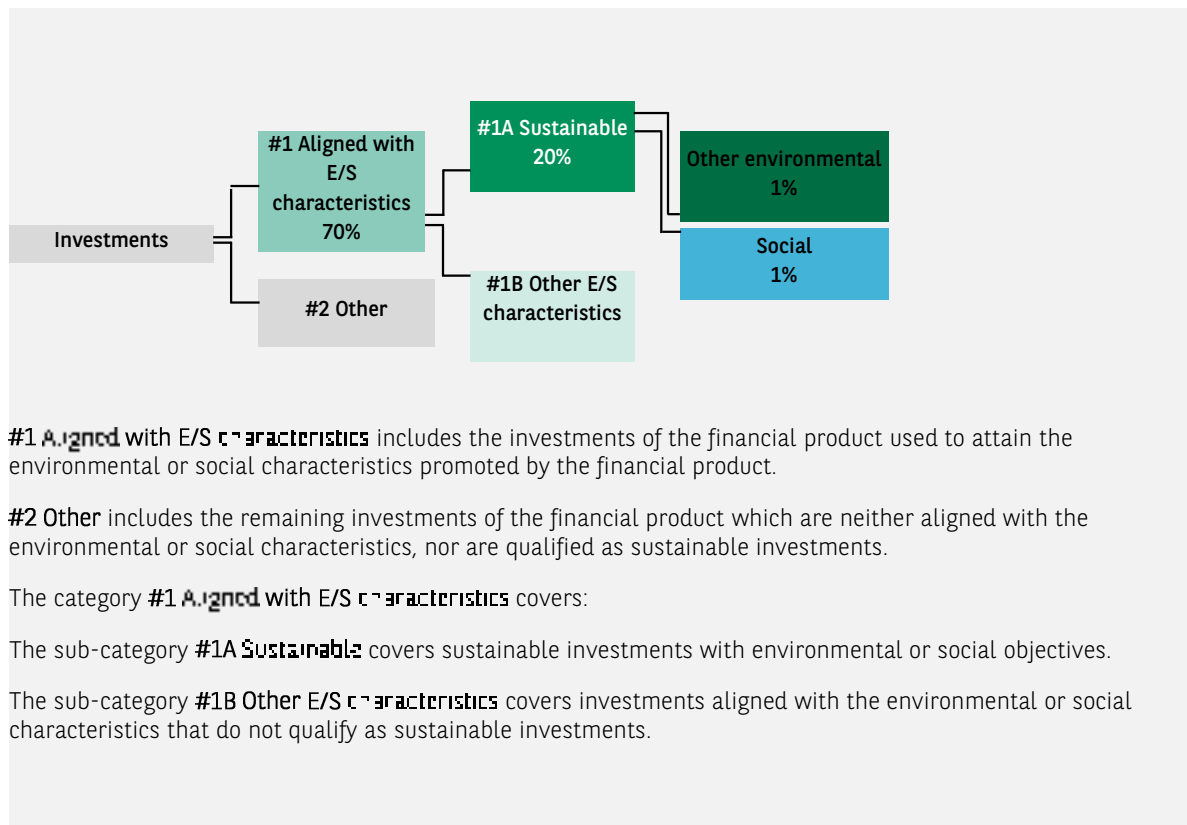 #1A Sustainable
20%
#1 Aligned with
E/S
characteristics
70%
Other environmental
1%
Investments
Social
1%
#1B Other E/S
characteristics
#2 Other
#1 Aligned with E/S characteristics includes the investments of the financial product used to attain the
environmental or social characteristics promoted by the financial product.
#2 Other includes the remaining investments of the financial product which are neither aligned with the
environmental or social characteristics, nor are qualified as sustainable investments.
The category #1 Aligned with E/S characteristics covers:
The sub-category #1A Sustainable covers sustainable investments with environmental or social objectives.
The sub-category #1B Other E/S characteristics covers investments aligned with the environmental or social
characteristics that do not qualify as sustainable investments.